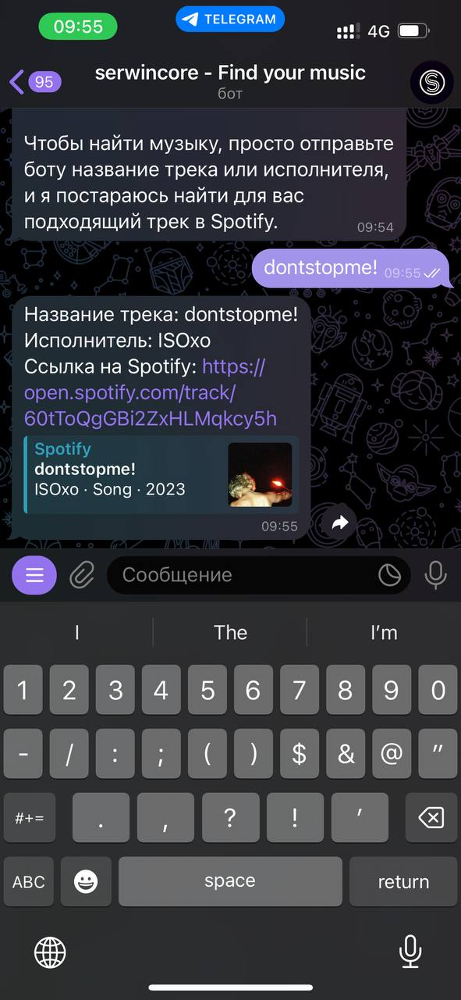 09:55
TELEGRAM
4G
95
serwincore - Find your music
бот
Чтобы найти музыку, просто отправьте
боту название трека или исполнителя,
и я постараюсь найти для вас
подходящий трек в Spotify.
09:54
dontstopme!
09:55
Название трека: dontstopme!
Исполнитель: ISOxo
Ссылка на Spotify: https://
open.spotify.com/track/
60tToQgGBi2ZxHLMqkcy5h
Spotify
dontstopme!
ISOxo · Song · 2023
09:55
Сообщение
I The I'm
1 2 3 4 5 6 7 8 9 0
- / : ; ( ) $ & @ "
#+= . , ? ! '
ABC space return